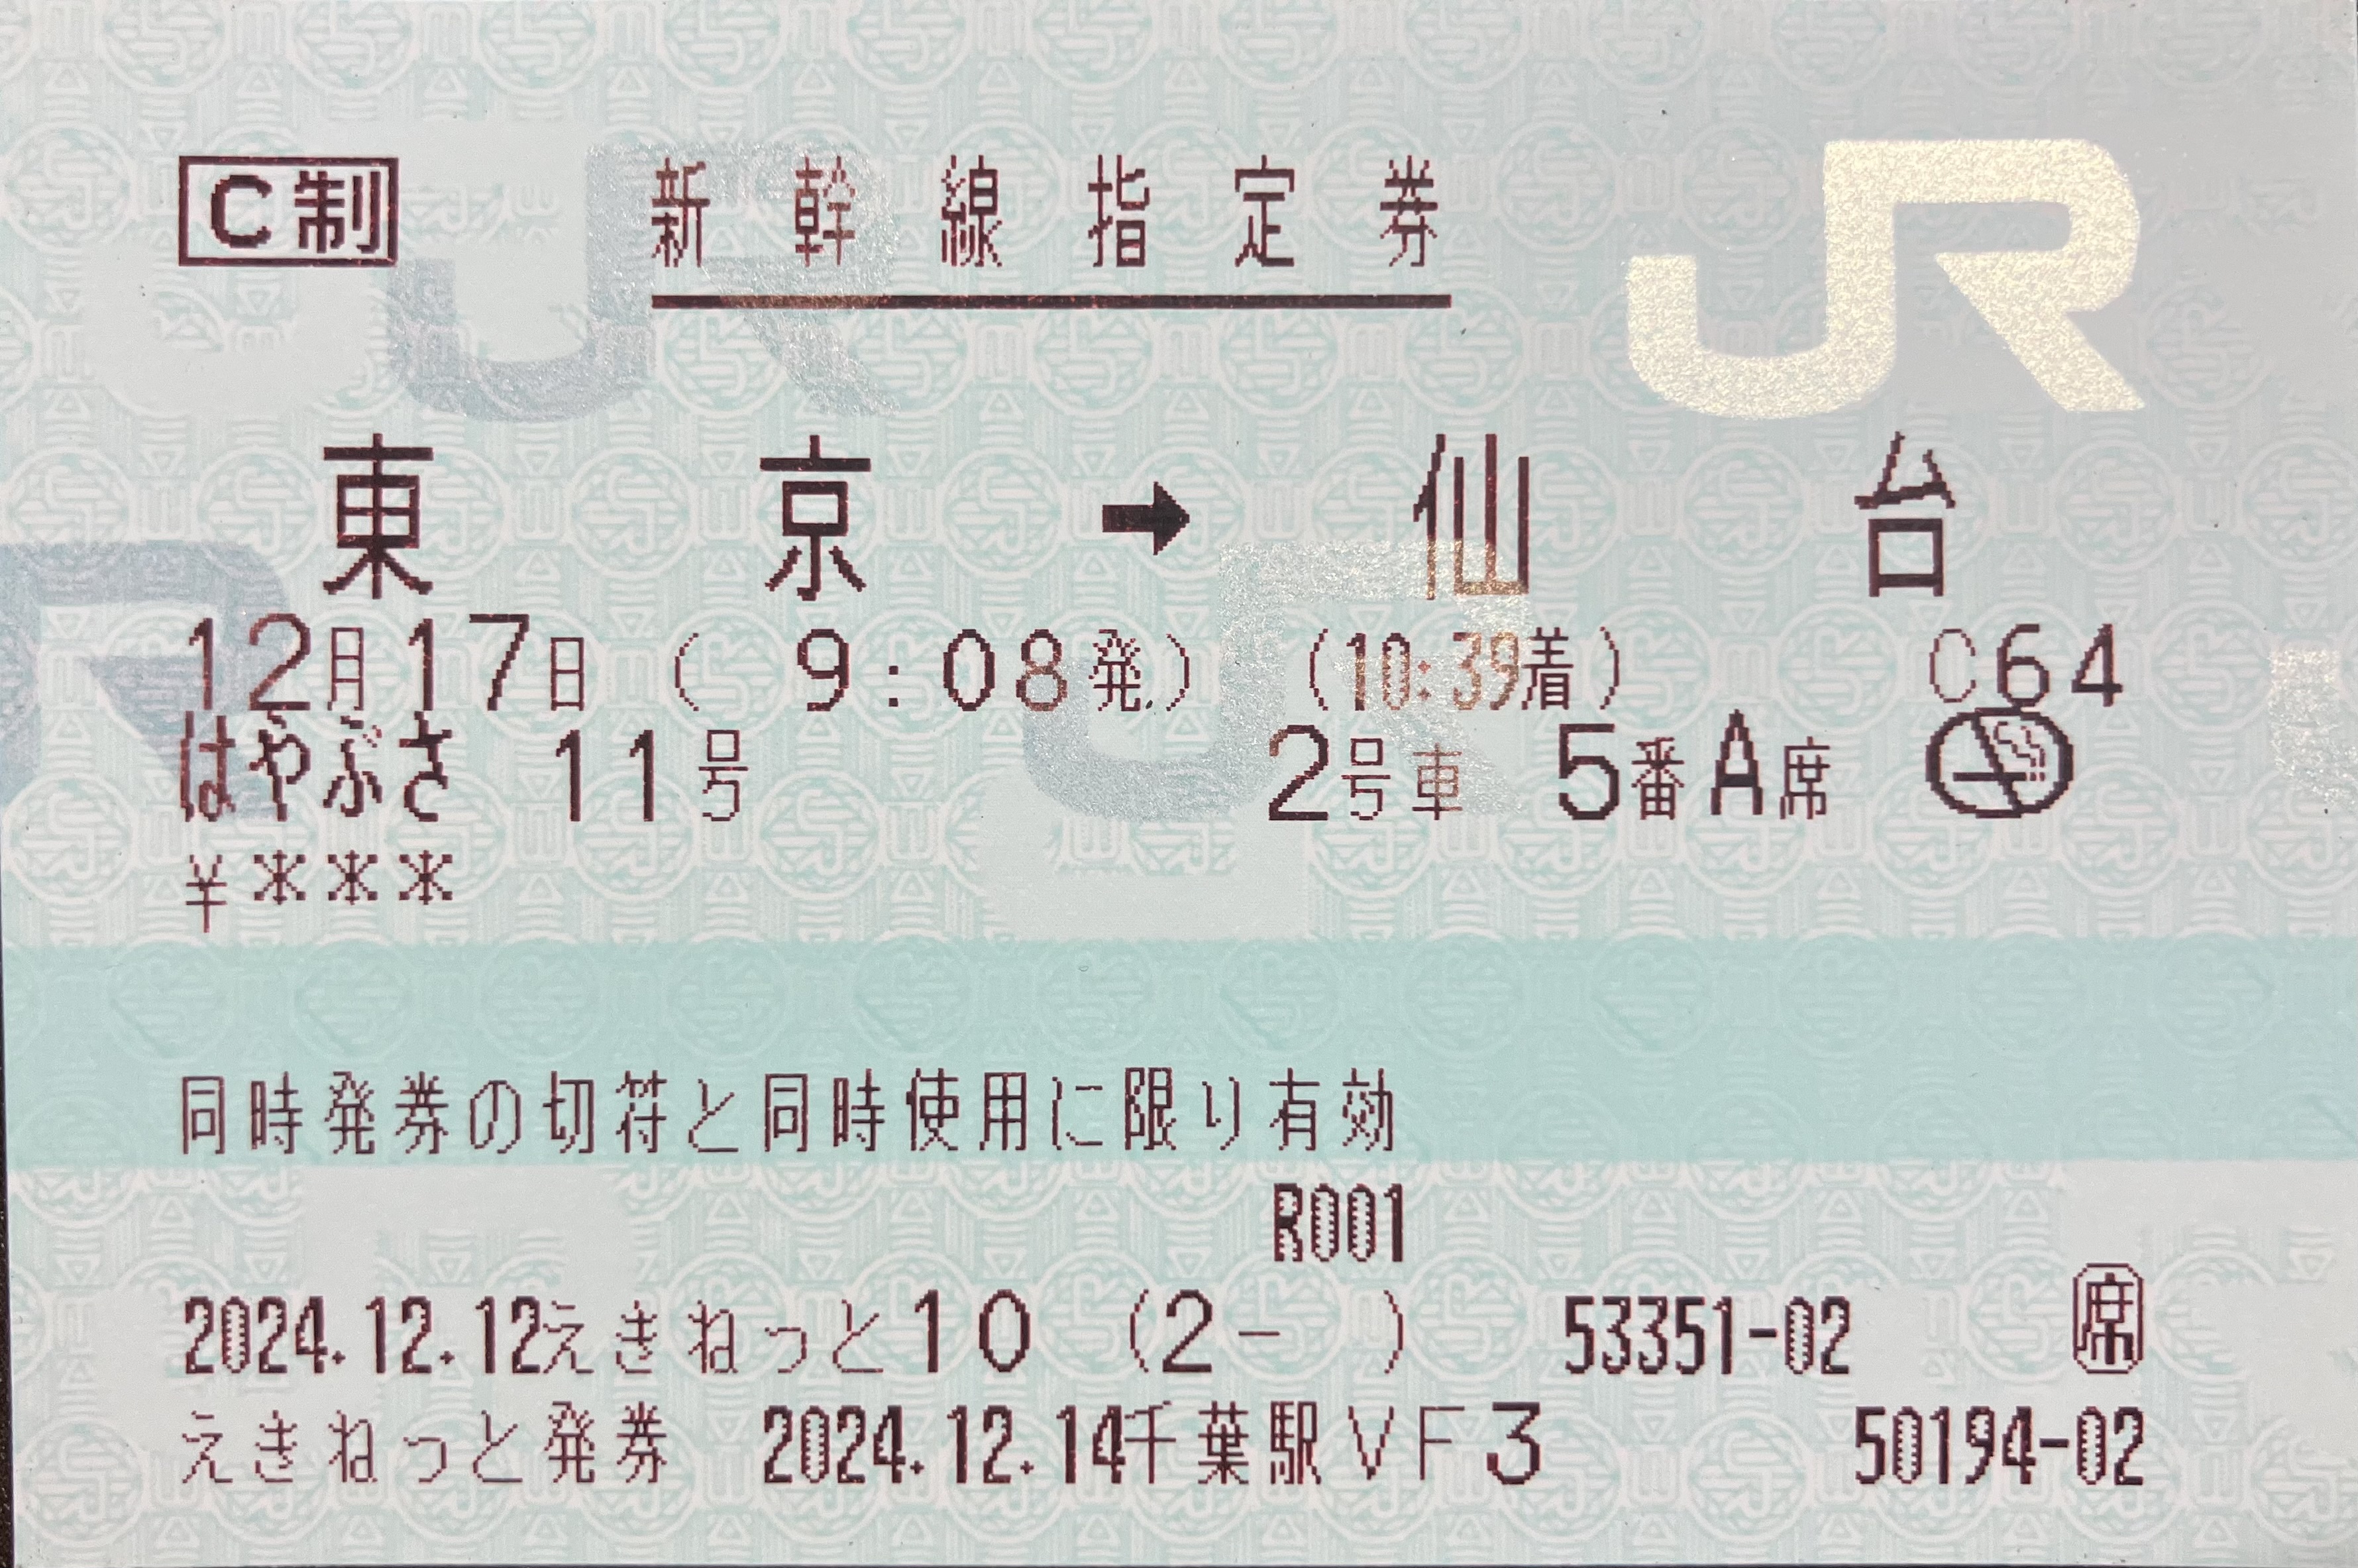 C制 新幹線指定券 JR
東京→仙台
12月17日(9:08発)(10:39着) C64
はやぶさ 11号 2号車 5番A席
¥***
同時発券の切符と同時使用に限り有効
R001
2024.12.12えきねっと10 (2- ) 53351-02 席
えきねっと発券 2024.12.14千葉駅VF3 50194-02